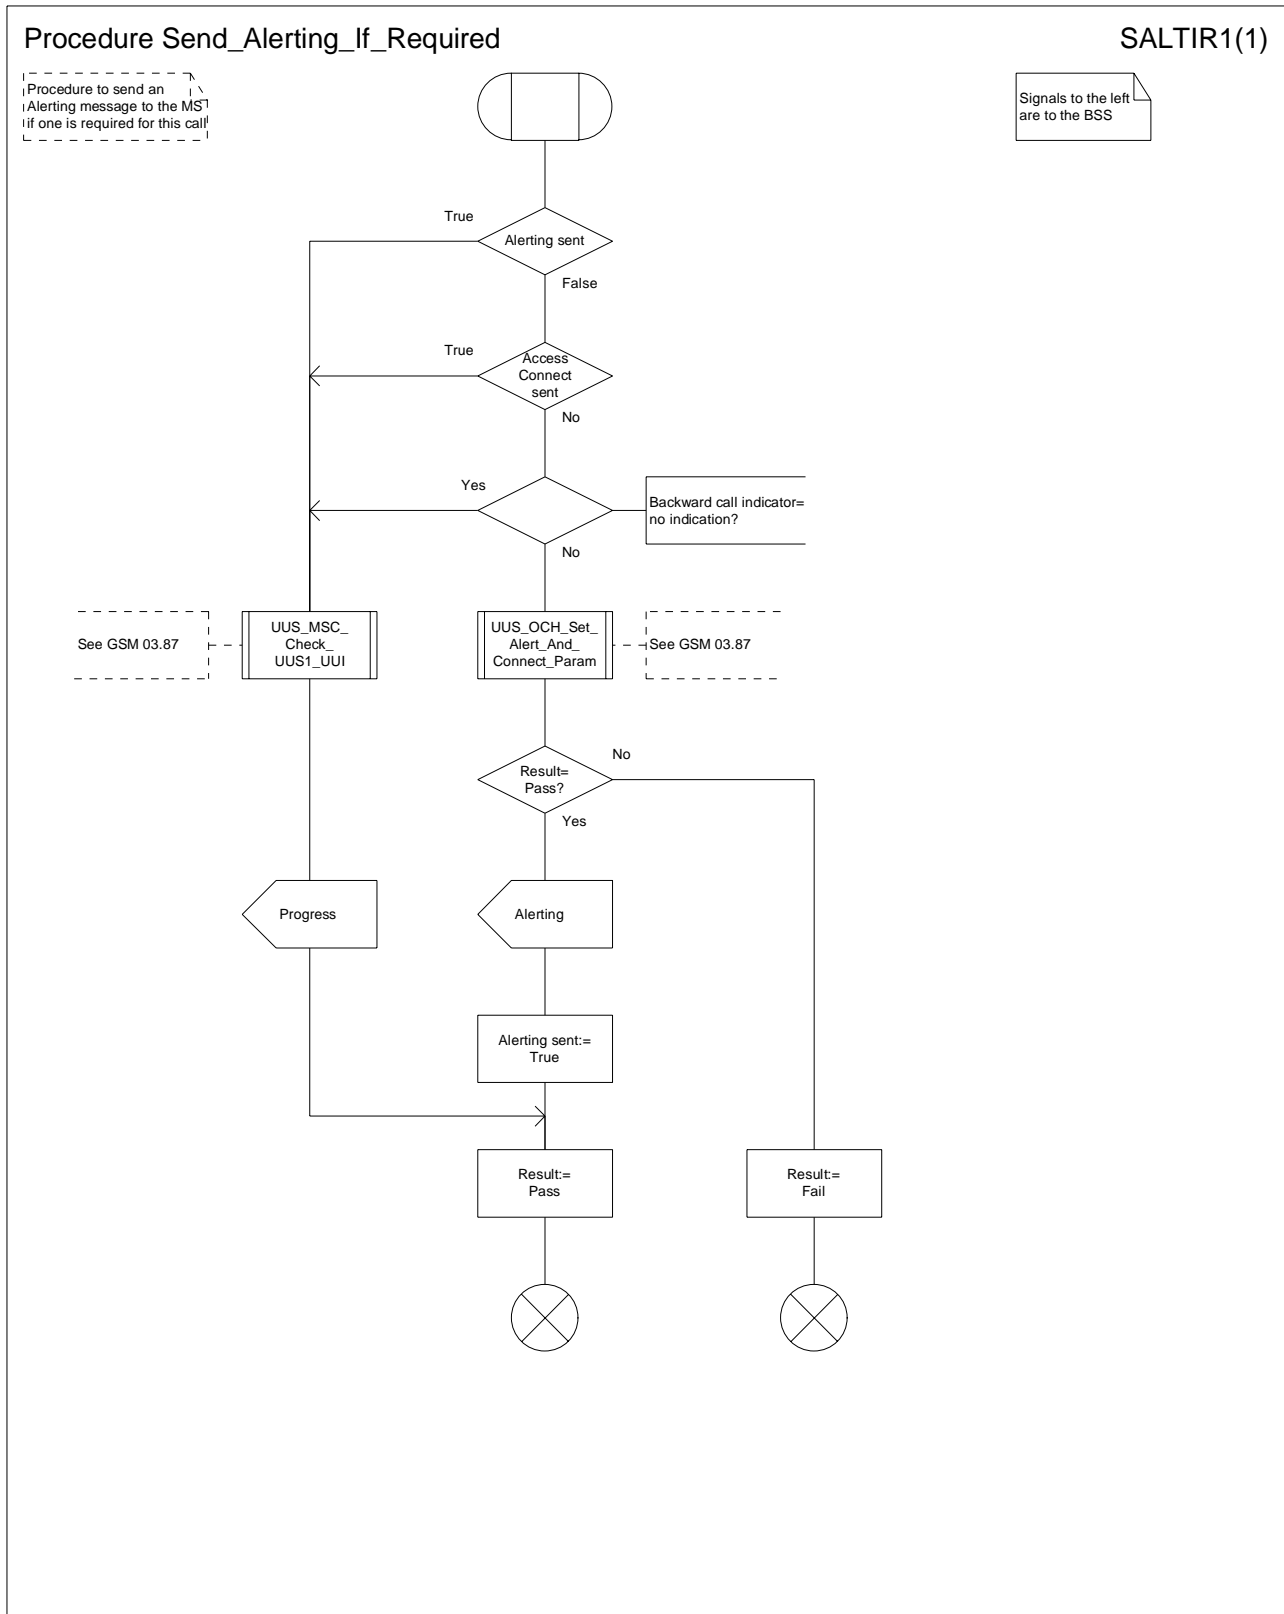 Procedure Send_Alerting_If_Required
SALTIR1(1)
Procedure to send an
Alerting message to the MS
if one is required for this call
Signals to the left
are to the BSS
True
Alerting sent
False
True
Access
Connect
sent
No
Yes
Backward call indicator=
no indication?
No
See GSM 03.87
UUS_MSC_
Check_
UUS1_UUI
UUS_OCH_Set_
Alert_And_
Connect_Param
See GSM 03.87
Result=
Pass?
No
Yes
Progress
Alerting
Alerting sent:=
True
Result:=
Pass
Result:=
Fail